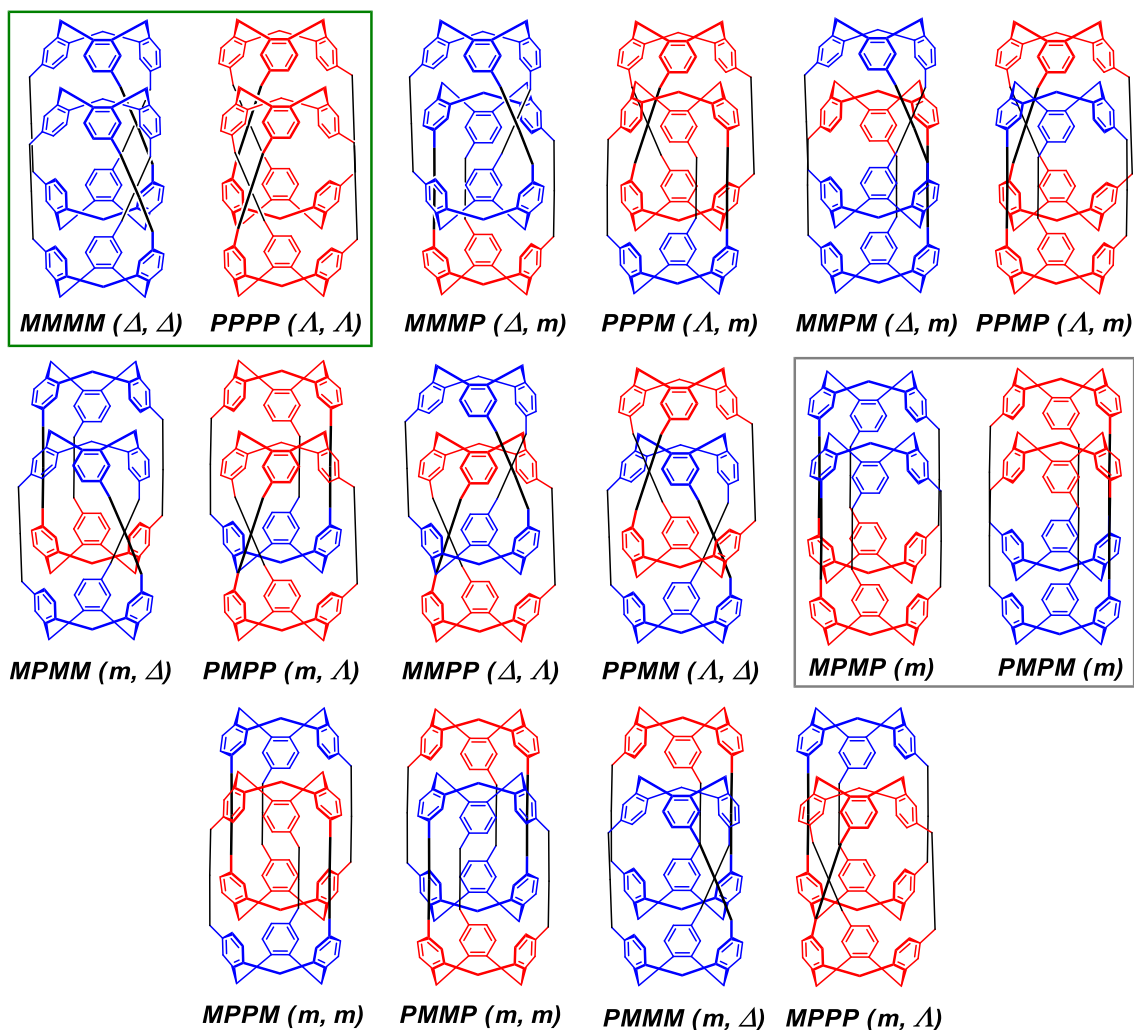 MMMM (Δ, Δ) PPPP (Λ, Λ) MMMP (Δ, m) PPPM (Λ, m) MMPM (Δ, m) PPMP (Λ, m)
MPMM (m, Δ) PMPP (m, Λ) MMPP (Δ, Λ) PPMM (Λ, Δ) MPMP (m) PMPM (m)
MPPM (m, m) PMMP (m, m) PMMM (m, Δ) MPPP (m, Λ)